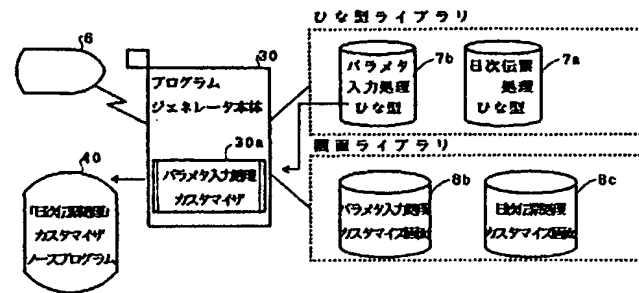 ひな型ライブラリ
6
30
プログラム
ジェネレータ本体
30a
パラメタ入力処理
カスタマイザ
7b
パラメタ
入力処理
ひな型
7a
日次伝票
処理
ひな型
画面ライブラリ
8b
パラメタ入力処理
カスタマイズ画面
8c
日次伝票処理
カスタマイズ画面
40
「日次伝票処理」
カスタマイザ
ソースプログラム